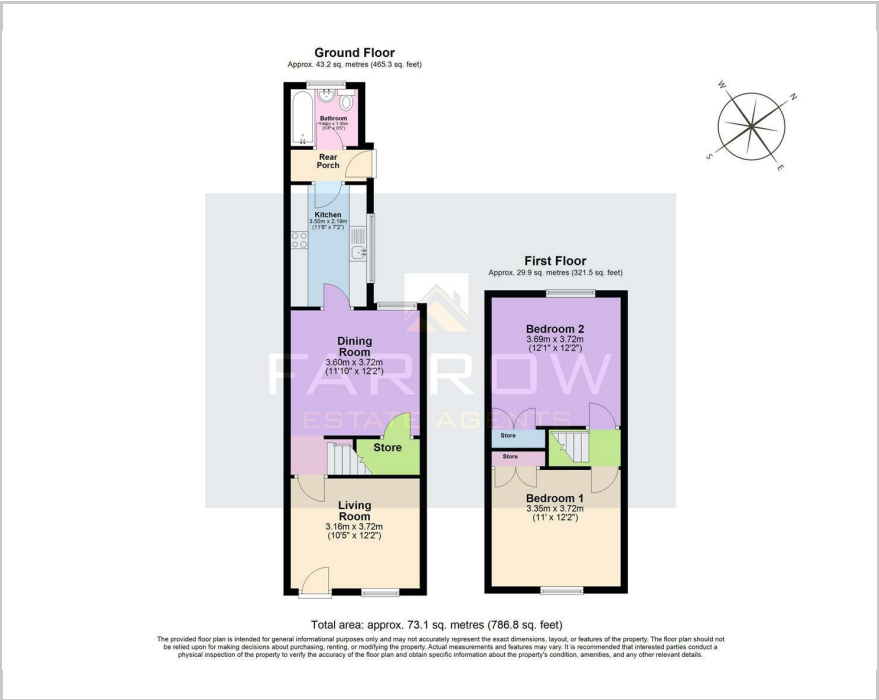 Ground Floor
Approx. 43.2 sq. metres (465.3 sq. feet)
W
N
S
E
Bathroom
Rear
Porch
Kitchen
3.50m x 2.19m
(11'6" x 7'2")
First Floor
Approx. 29.9 sq. metres (321.5 sq. feet)
Dining
Room
3.60m x 3.72m
(11'10" x 12'2")
Bedroom 2
3.69m x 3.72m
(12'1" x 12'2")
FARROW
ESTATE AGENTS
Store
Store
Store
Living
Room
3.16m x 3.72m
(10'5" x 12'2")
Bedroom 1
3.35m x 3.72m
(11' x 12'2")
Total area: approx. 73.1 sq. metres (786.8 sq. feet)
The provided floor plan is intended for general informational purposes only and may not accurately represent the exact dimensions, layout, or features of the property. The floor plan should not
be relied upon for making decisions about purchasing, renting, or modifying the property. Actual measurements and features may vary. It is recommended that interested parties conduct a
physical inspection of the property to verify the accuracy of the floor plan and obtain specific information about the property's condition, amenities, and any other relevant details.